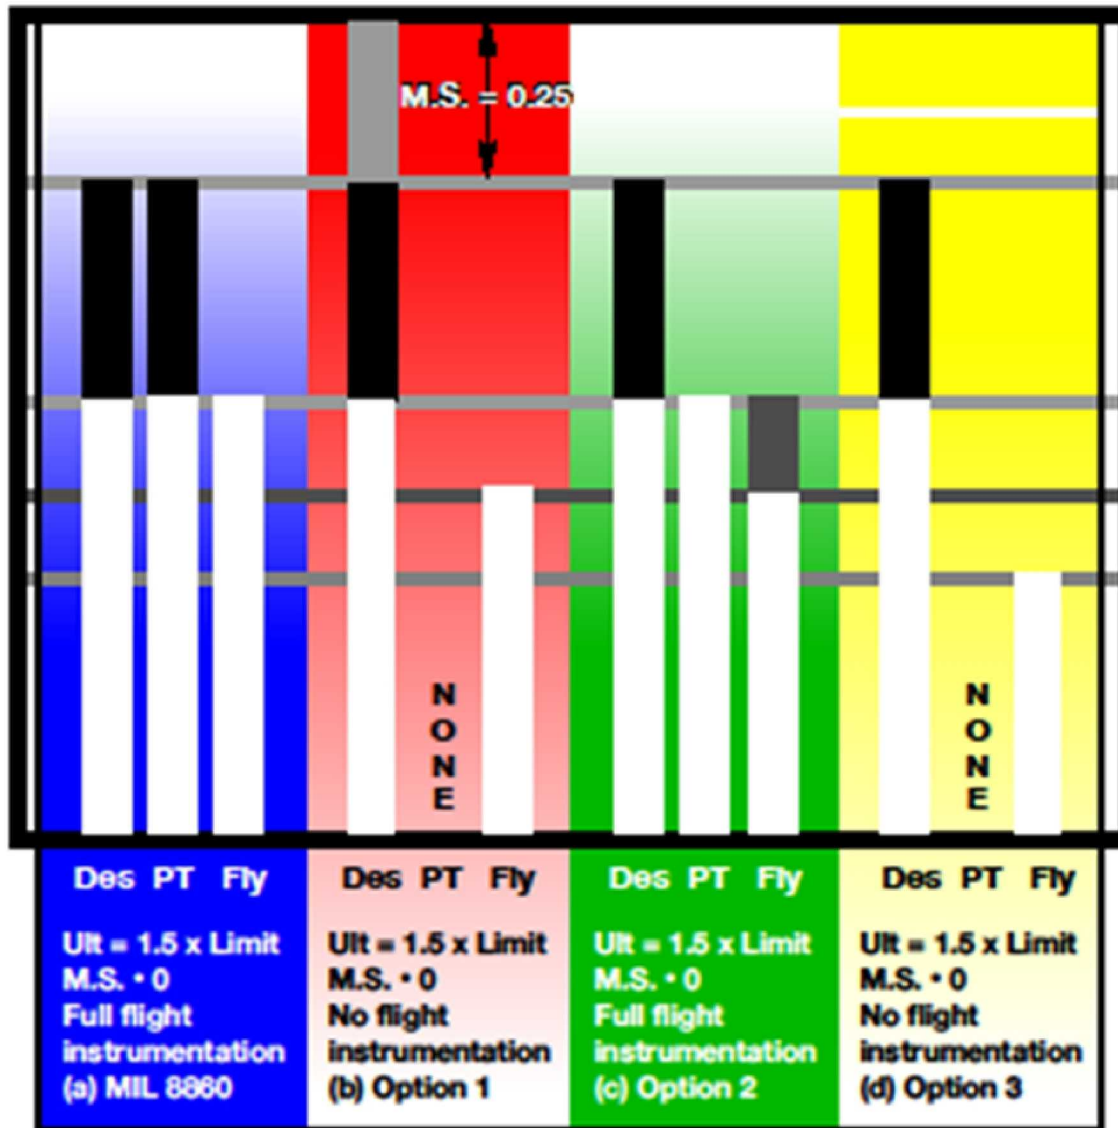 M.S. = 0.25
N
O
N
E
N
O
N
E
Des PT Fly
Ult = 1.5 x Limit
M.S. • 0
Full flight
instrumentation
(a) MIL 8860
Des PT Fly
Ult = 1.5 x Limit
M.S. • 0
No flight
instrumentation
(b) Option 1
Des PT Fly
Ult = 1.5 x Limit
M.S. • 0
Full flight
instrumentation
(c) Option 2
Des PT Fly
Ult = 1.5 x Limit
M.S. • 0
No flight
instrumentation
(d) Option 3